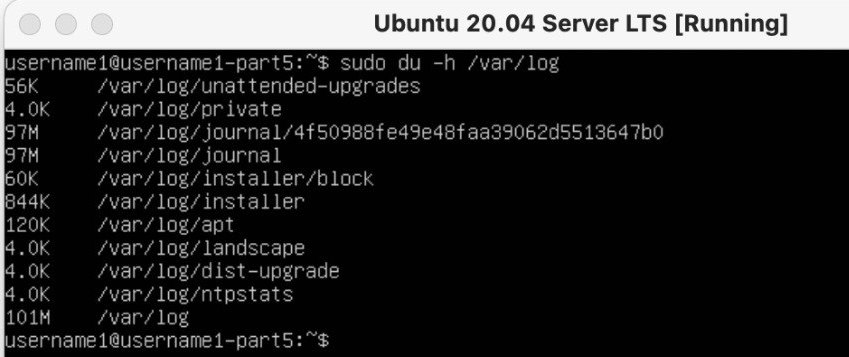 Ubuntu 20.04 Server LTS [Running]
username1@username1-part5:~$ sudo du -h /var/log
56K /var/log/unattended-upgrades
4.0K /var/log/private
97M /var/log/journal/4f50988fe49e48faa39062d5513647b0
97M /var/log/journal
60K /var/log/installer/block
844K /var/log/installer
120K /var/log/apt
4.0K /var/log/landscape
4.0K /var/log/dist-upgrade
4.0K /var/log/ntpstats
101M /var/log
username1@username1-part5:~$